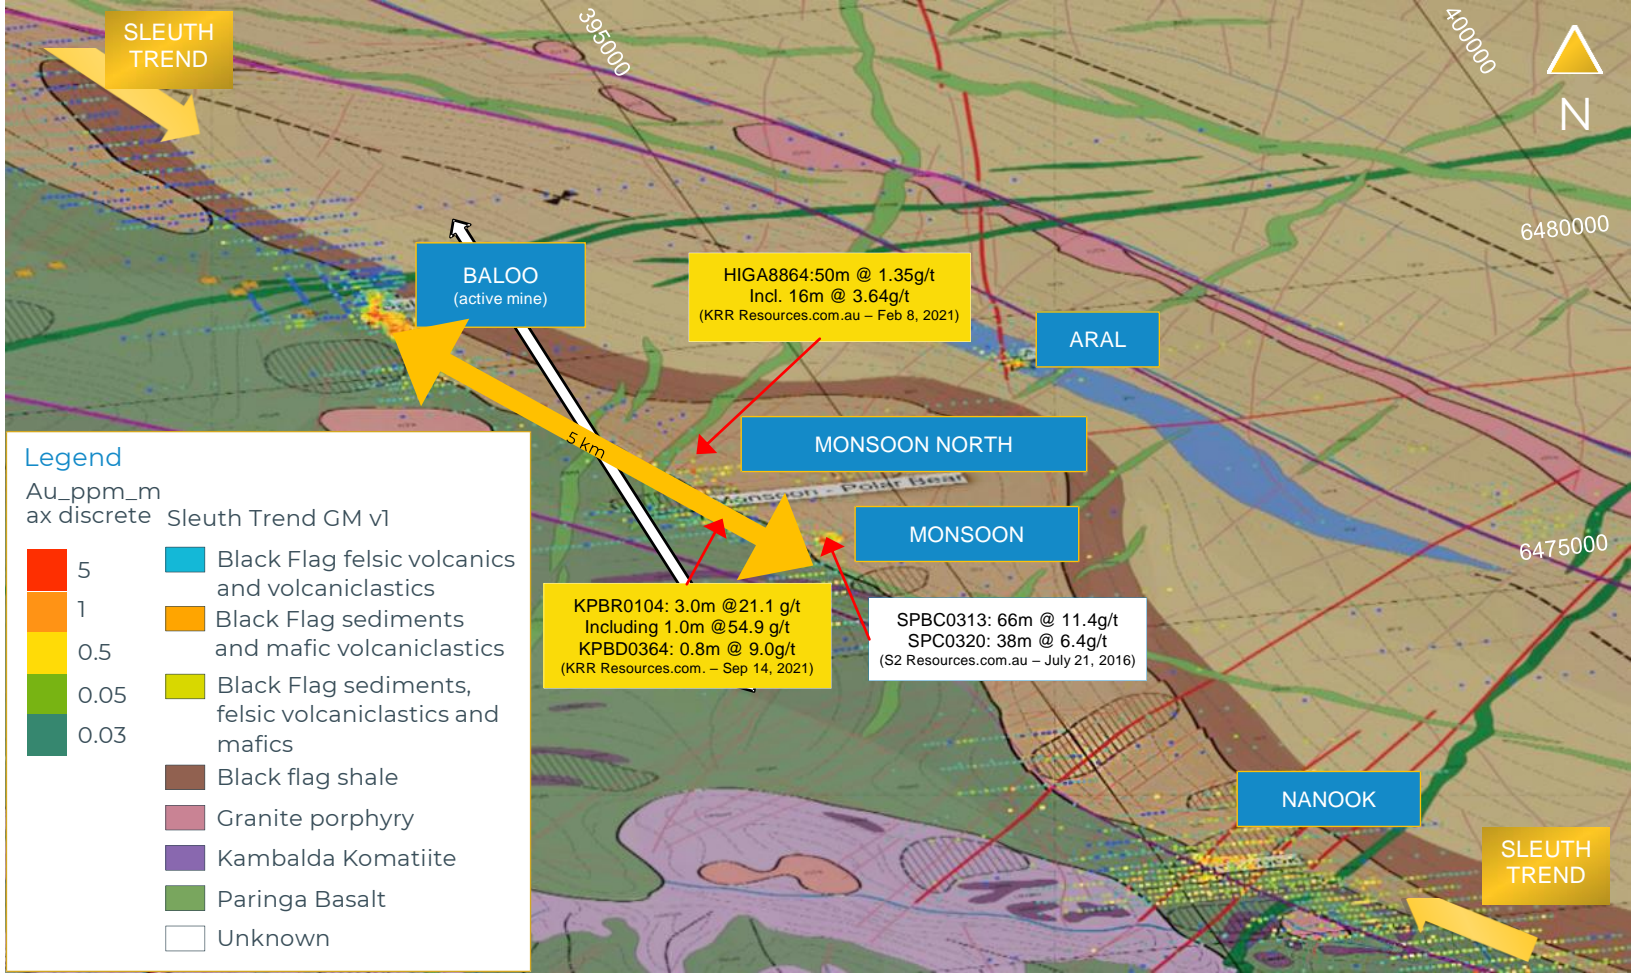 SLEUTH
TREND
395000
400000
N
6480000
BALOO
(active mine)
HIGA8864:50m @ 1.35g/t
Incl. 16m @ 3.64g/t
(KRR Resources.com.au – Feb 8, 2021)
ARAL
5 km
MONSOON NORTH
Monsoon - Polar Bear
MONSOON
6475000
KPBR0104: 3.0m @21.1 g/t
Including 1.0m @54.9 g/t
KPBD0364: 0.8m @ 9.0g/t
(KRR Resources.com. – Sep 14, 2021)
SPBC0313: 66m @ 11.4g/t
SPC0320: 38m @ 6.4g/t
(S2 Resources.com.au – July 21, 2016)
Legend
Au_ppm_m
ax discrete
5
1
0.5
0.05
0.03
Sleuth Trend GM v1
Black Flag felsic volcanics
and volcaniclastics
Black Flag sediments
and mafic volcaniclastics
Black Flag sediments,
felsic volcaniclastics and
mafics
Black flag shale
Granite porphyry
Kambalda Komatiite
Paringa Basalt
Unknown
NANOOK
SLEUTH
TREND